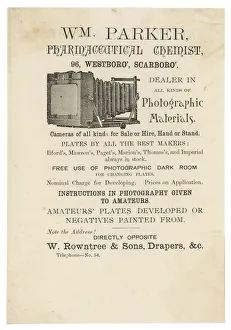 WM. PARKER,
PHARMACEUTICAL CHEMIST,
96, WESTBORO', SCARBORO'.
DEALER IN
ALL KINDS OF
Photographic
Materials.
Cameras of all kinds for Sale or Hire, Hand or Stand.
PLATES BY ALL THE BEST MAKERS:
Ilford's, Mawson's, Paget's, Marion's, Thomas's, and Imperial
always in stock.
FREE USE OF PHOTOGRAPHIC DARK ROOM
FOR CHANGING PLATES.
Nominal Charge for Developing. Prices on Application.
INSTRUCTIONS IN PHOTOGRAPHY GIVEN
TO AMATEURS.
AMATEURS' PLATES DEVELOPED OR
NEGATIVES PAINTED FROM.
Note the Address!
DIRECTLY OPPOSITE
W. Rowntree & Sons, Drapers, &c.
Telephone—No. 54.